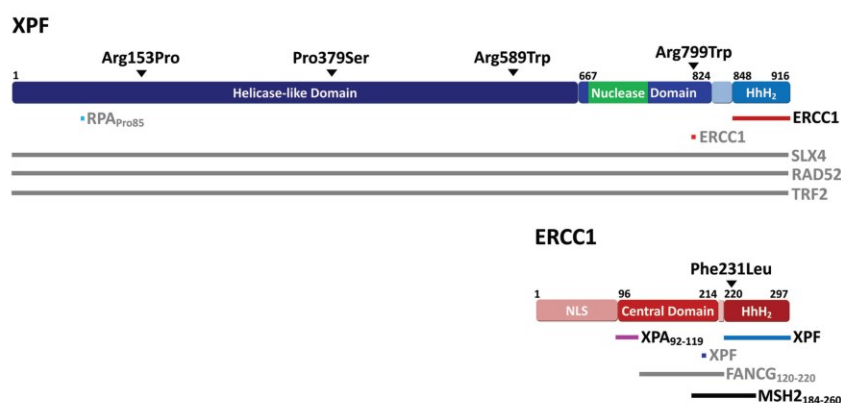 XPF
Arg153Pro Pro379Ser Arg589Trp Arg799Trp
1 667 824 848 916
Helicase-like Domain Nuclease Domain HhH₂
RPA Pro85 ERCC1
ERCC1
SLX4
RAD52
TRF2
ERCC1
Phe231Leu
1 96 214 220 297
NLS Central Domain HhH₂
XPA92-119 XPF
XPF
FANCG120-220
MSH2184-260